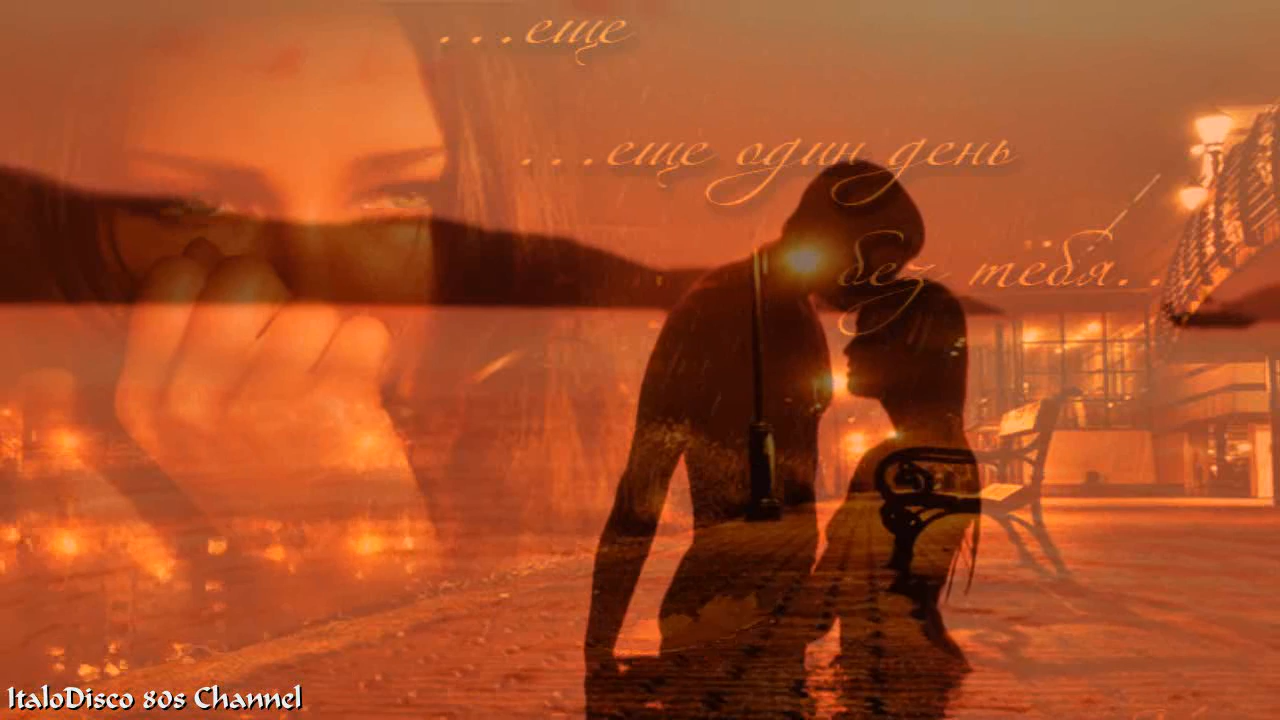 ...еще
...еще один день
без тебя...
ItaloDisco 80s Channel